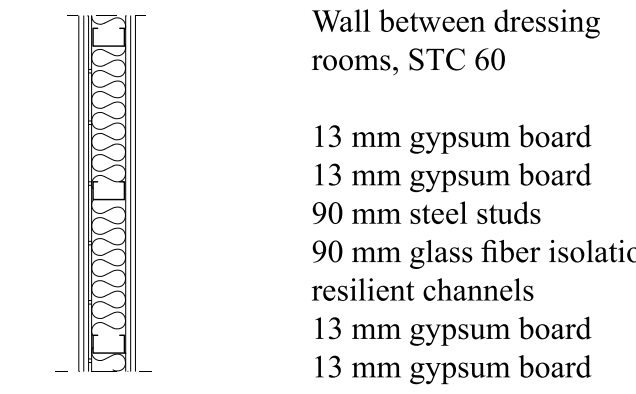 Wall between dressing
rooms, STC 60
13 mm gypsum board
13 mm gypsum board
90 mm steel studs
90 mm glass fiber isolatio
resilient channels
13 mm gypsum board
13 mm gypsum board